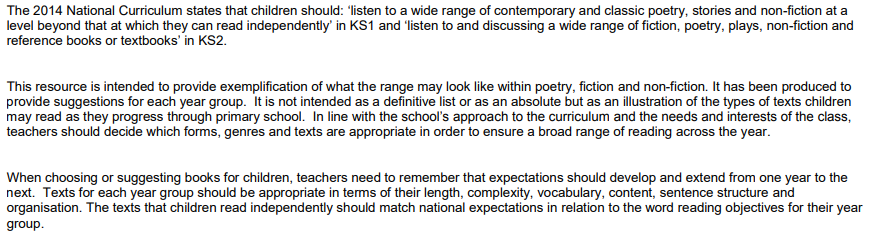 The 2014 National Curriculum states that children should: ‘listen to a wide range of contemporary and classic poetry, stories and non-fiction at a
level beyond that at which they can read independently’ in KS1 and ‘listen to and discussing a wide range of fiction, poetry, plays, non-fiction and
reference books or textbooks’ in KS2.
This resource is intended to provide exemplification of what the range may look like within poetry, fiction and non-fiction. It has been produced to
provide suggestions for each year group.  It is not intended as a definitive list or as an absolute but as an illustration of the types of texts children
may read as they progress through primary school.  In line with the school’s approach to the curriculum and the needs and interests of the class,
teachers should decide which forms, genres and texts are appropriate in order to ensure a broad range of reading across the year.
When choosing or suggesting books for children, teachers need to remember that expectations should develop and extend from one year to the
next.  Texts for each year group should be appropriate in terms of their length, complexity, vocabulary, content, sentence structure and
organisation. The texts that children read independently should match national expectations in relation to the word reading objectives for their year
group.